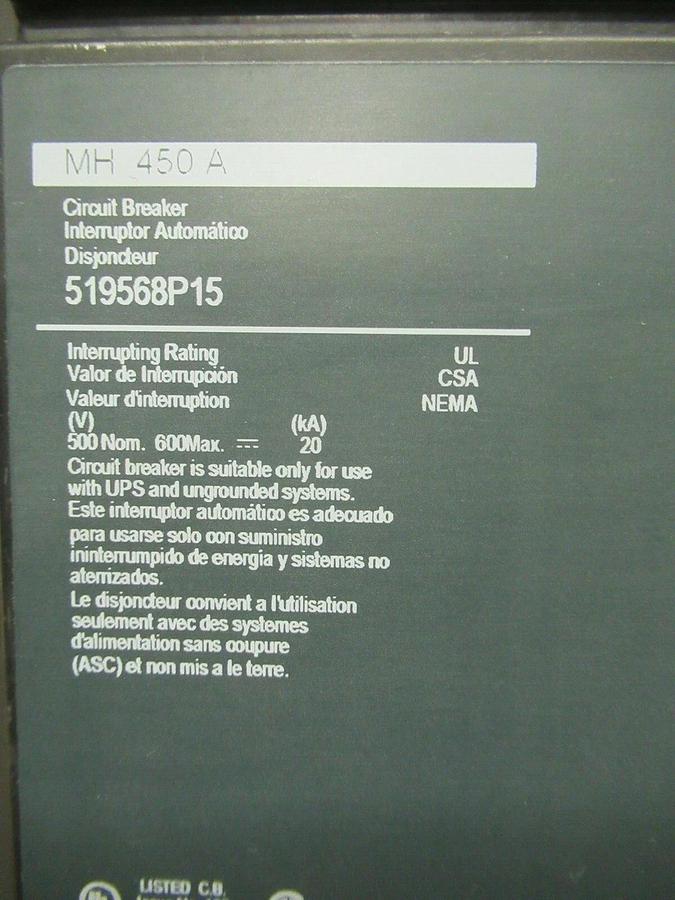 MH 450 A
Circuit Breaker
Interruptor Automático
Disjoncteur
519568P15
Interrupting Rating UL
Valor de Interrupción CSA
Valeur d'interruption NEMA
(V) (kA)
500 Nom. 600Max. ⎓ 20
Circuit breaker is suitable only for use
with UPS and ungrounded systems.
Este interruptor automático es adecuado
para usarse solo con suministro
ininterrumpido de energía y sistemas no
aterrizados.
Le disjoncteur convient a l'utilisation
seulement avec des systemes
d'alimentation sans coupure
(ASC) et non mis a le terre.
LISTED C.B.